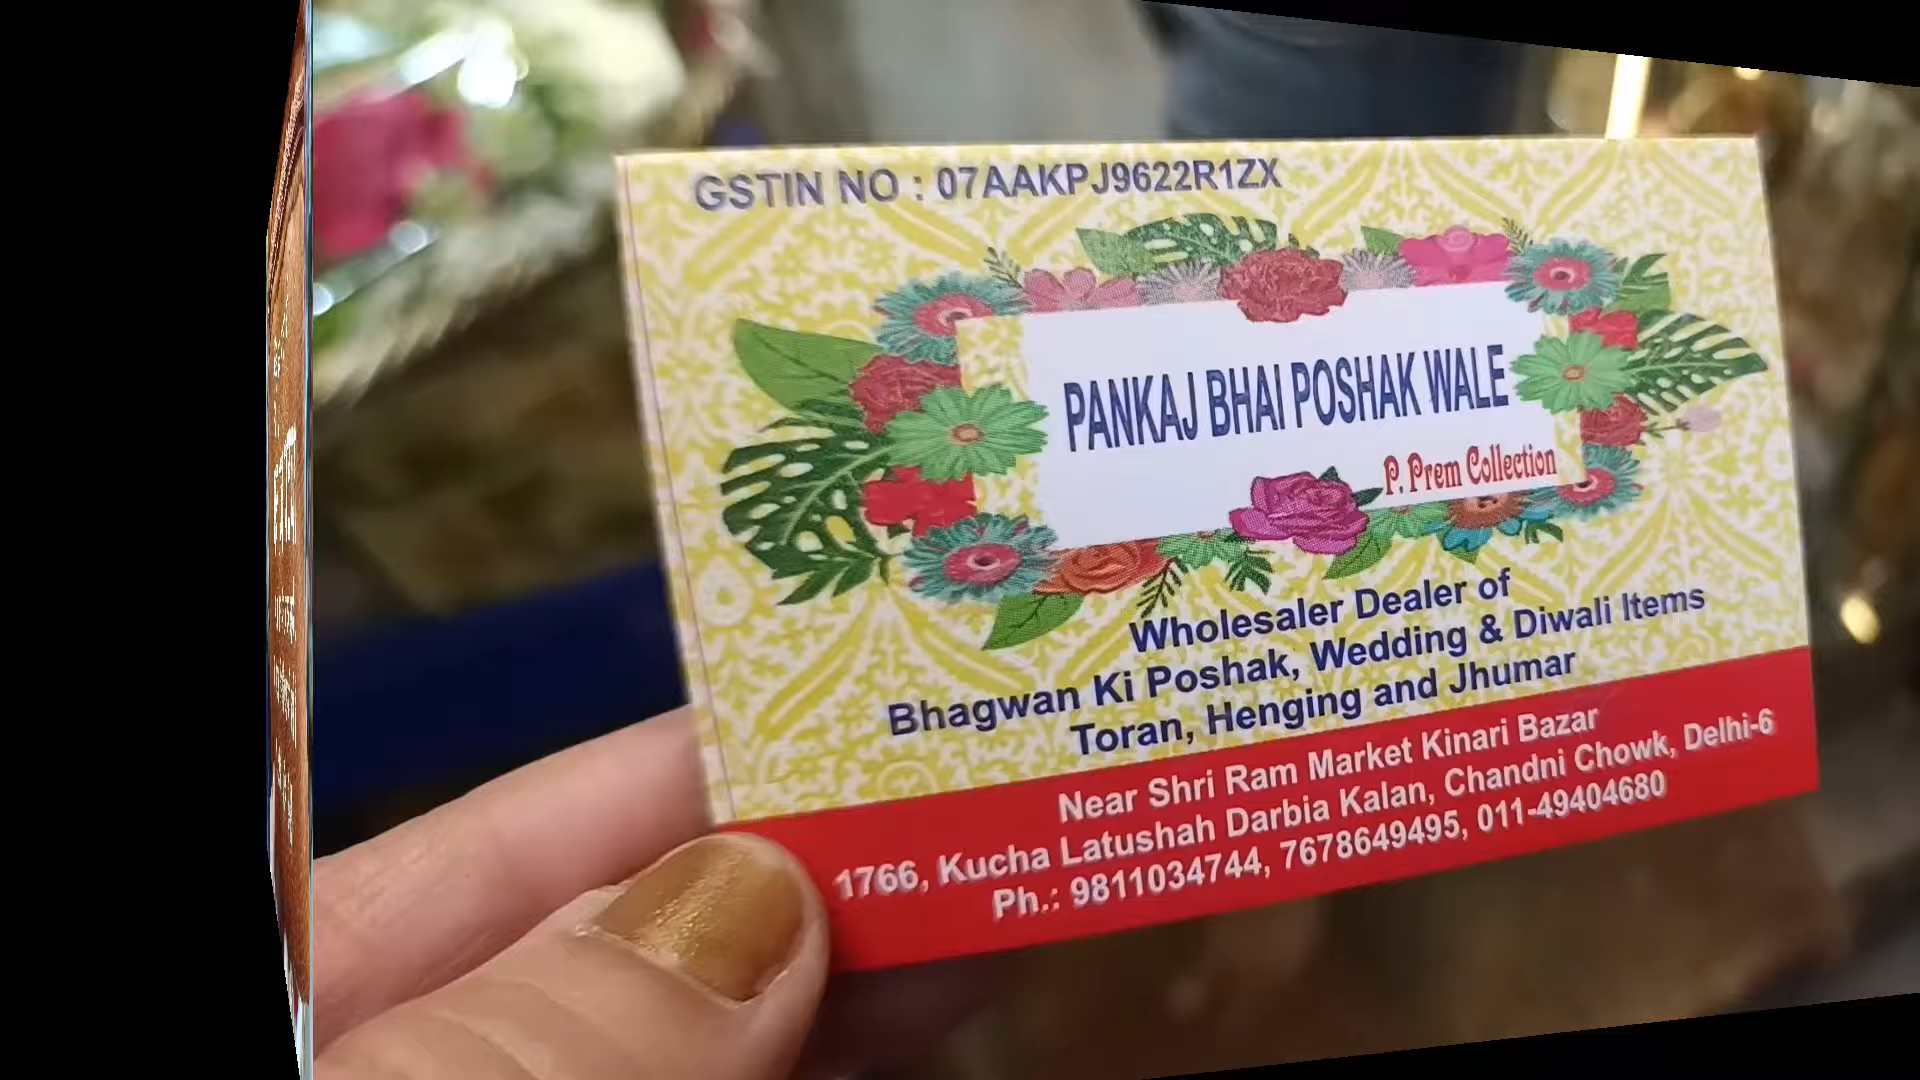 GSTIN NO : 07AAKPJ9622R1ZX
PANKAJ BHAI POSHAK WALE
P. Prem Collection
Wholesaler Dealer of
Bhagwan Ki Poshak, Wedding & Diwali Items
Toran, Henging and Jhumar
Near Shri Ram Market Kinari Bazar
1766, Kucha Latushah Darbia Kalan, Chandni Chowk, Delhi-6
Ph.: 9811034744, 7678649495, 011-49404680